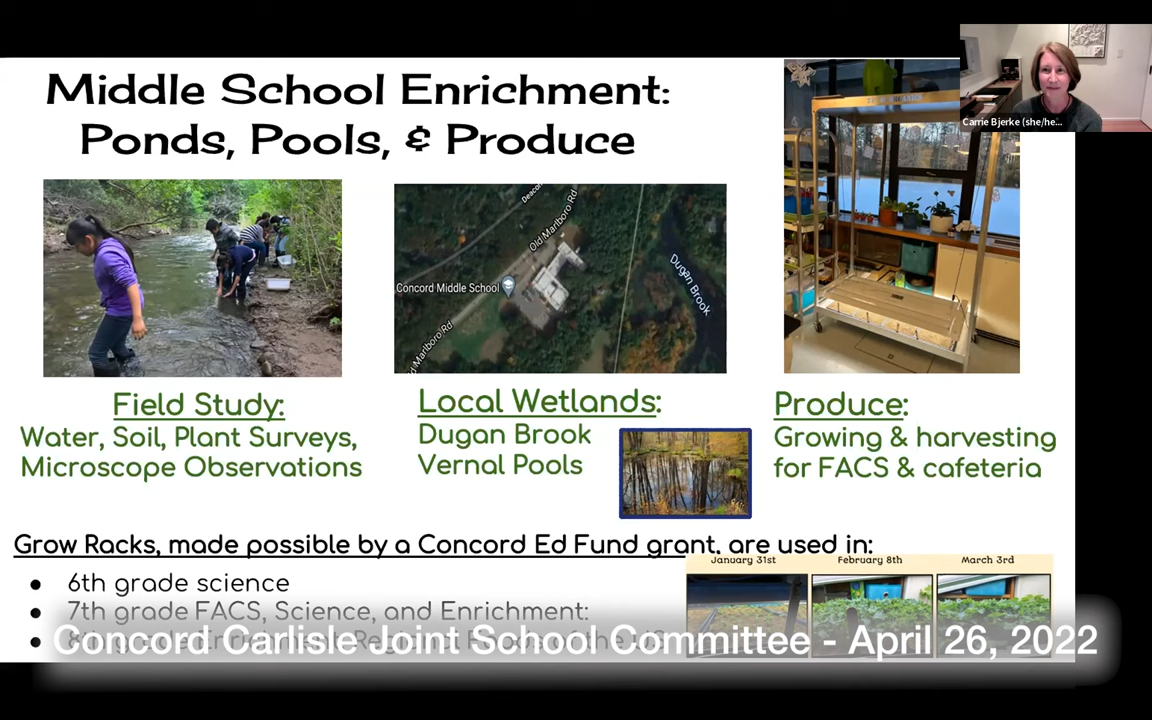 Middle School Enrichment:
Ponds, Pools, & Produce
Carrie Bjerke (she/he...
Deacon
Old Marlboro Rd
Concord Middle School
Dugan Brook
d Marlboro Rd
Field Study:
Water, Soil, Plant Surveys,
Microscope Observations
Local Wetlands:
Dugan Brook
Vernal Pools
Produce:
Growing & harvesting
for FACS & cafeteria
Grow Racks, made possible by a Concord Ed Fund grant, are used in:
● 6th grade science
● 7th grade FACS, Science, and Enrichment:
January 31st
February 8th
March 3rd
Concord Carlisle Joint School Committee - April 26, 2022